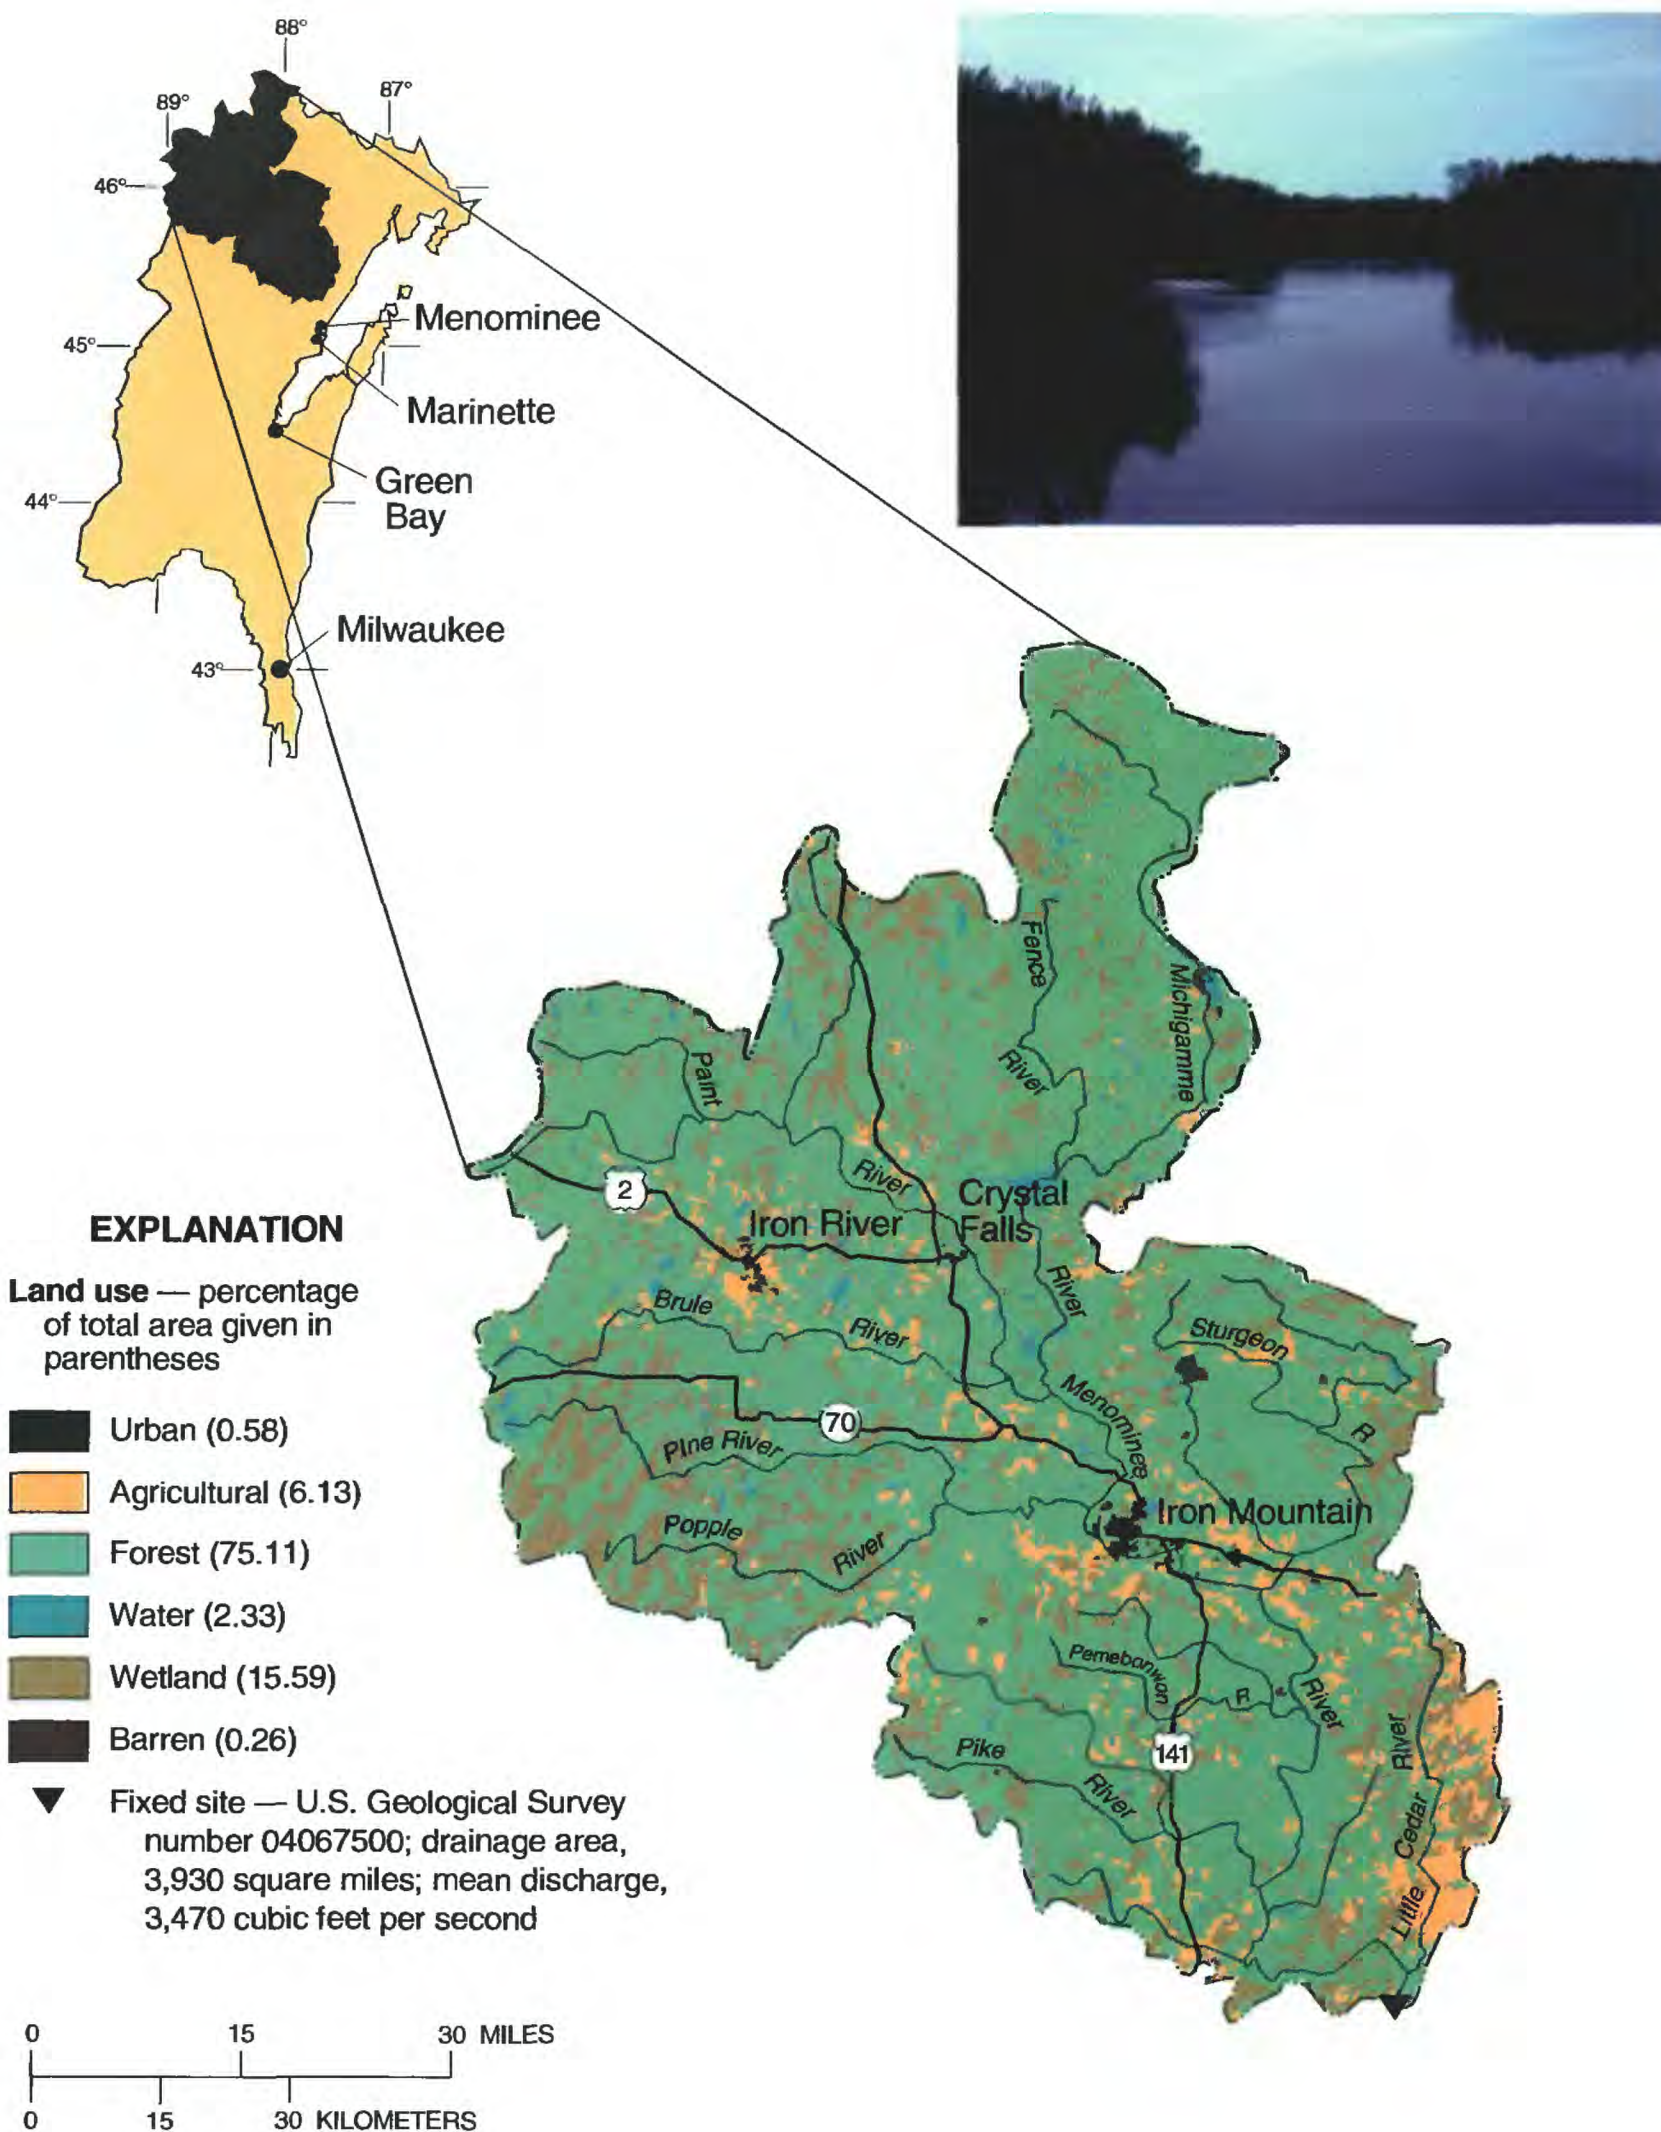 88°
89°
87°
46°
45°
44°
43°
Menominee
Marinette
Green
Bay
Milwaukee
Fence
River
Michigamme
Paint
River
2
Crystal
Falls
Iron River
River
Brule
River
Sturgeon
R
Menominee
70
Pine River
Iron Mountain
Popple
River
Pemebonwon
R
River
141
Pike
River
River
Cedar
Little
EXPLANATION
Land use — percentage
of total area given in
parentheses
Urban (0.58)
Agricultural (6.13)
Forest (75.11)
Water (2.33)
Wetland (15.59)
Barren (0.26)
Fixed site — U.S. Geological Survey
number 04067500; drainage area,
3,930 square miles; mean discharge,
3,470 cubic feet per second
0 15 30 MILES
0 15 30 KILOMETERS